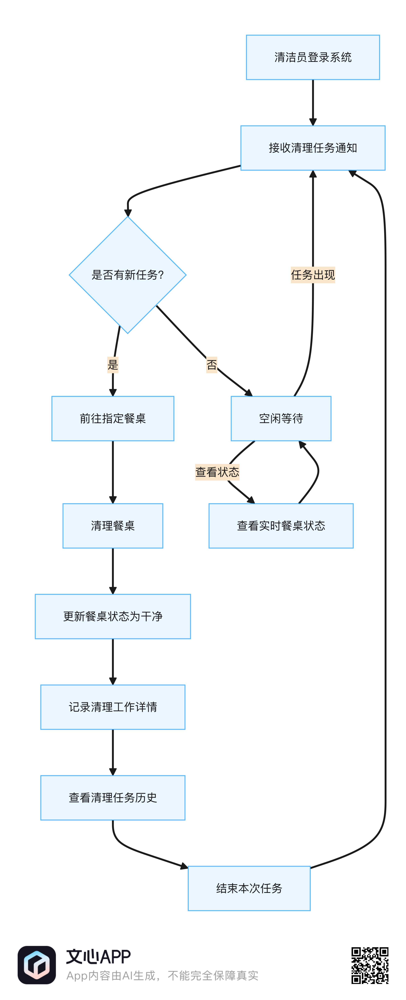 清洁员登录系统
接收清理任务通知
是否有新任务?
任务出现
是
否
前往指定餐桌
空闲等待
查看状态
清理餐桌
查看实时餐桌状态
更新餐桌状态为干净
记录清理工作详情
查看清理任务历史
结束本次任务
文心APP
App内容由AI生成，不能完全保障真实